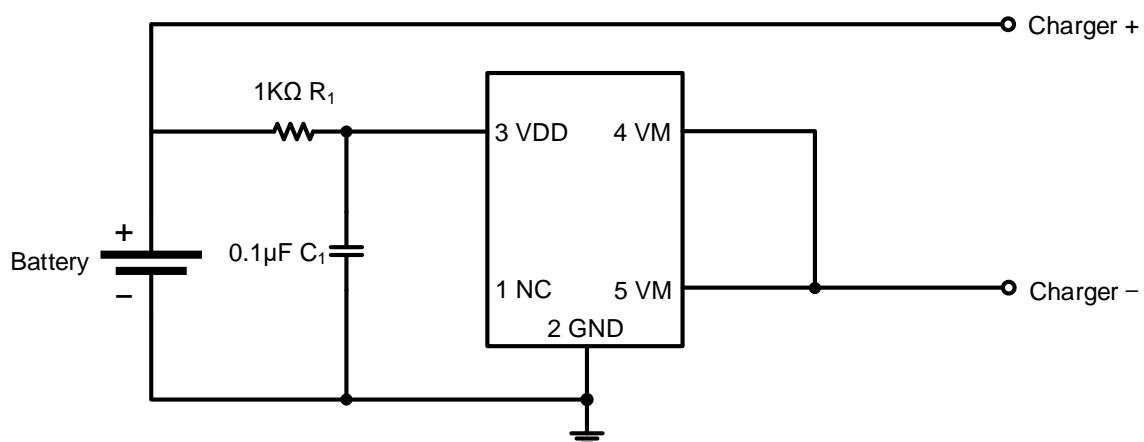 Charger +
1KΩ R₁
3 VDD
4 VM
+
Battery
0.1µF C₁
−
1 NC
5 VM
Charger −
2 GND